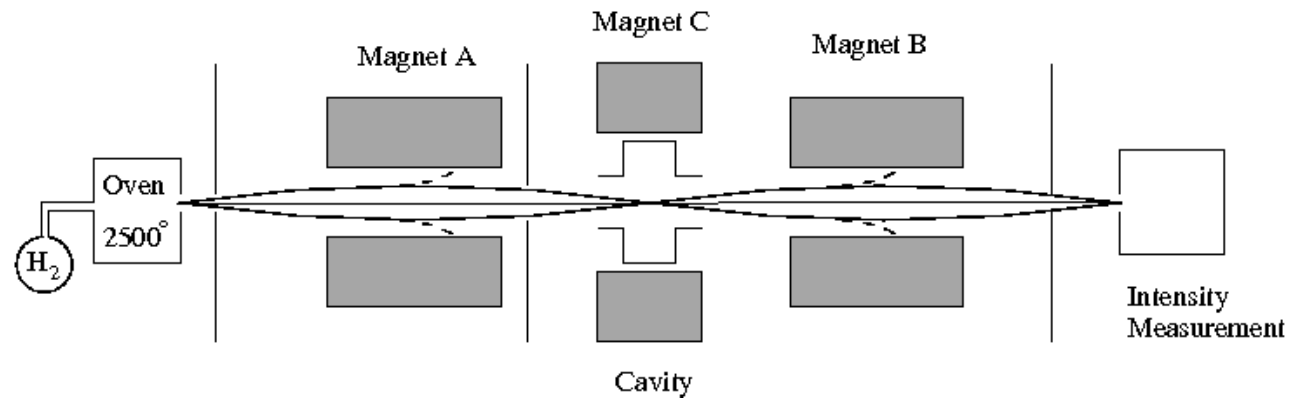 Magnet C
Magnet A
Magnet B
Oven
2500°
H₂
Intensity
Measurement
Cavity